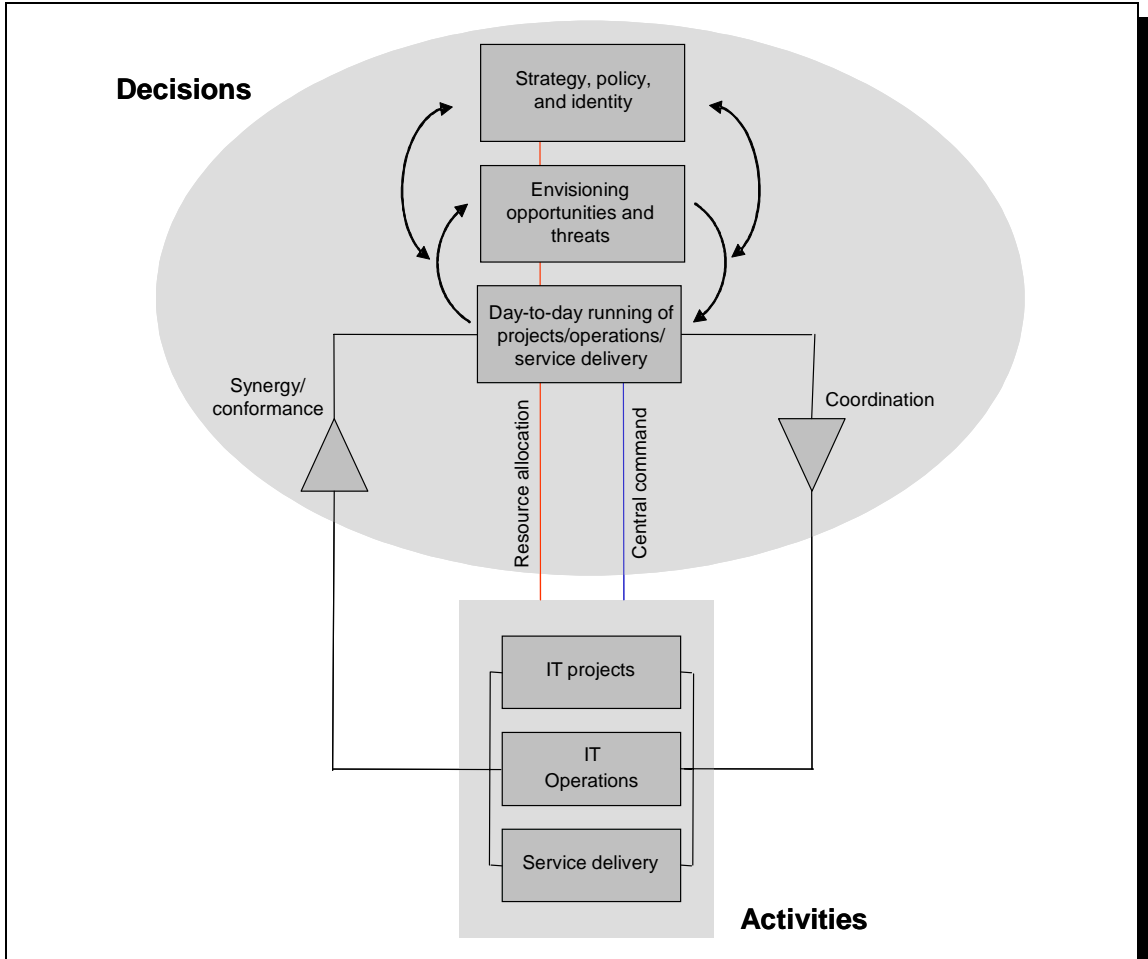 Decisions
Strategy, policy,
and identity
Envisioning
opportunities and
threats
Day-to-day running of
projects/operations/
service delivery
Synergy/
conformance
Coordination
Resource allocation
Central command
IT projects
IT
Operations
Service delivery
Activities